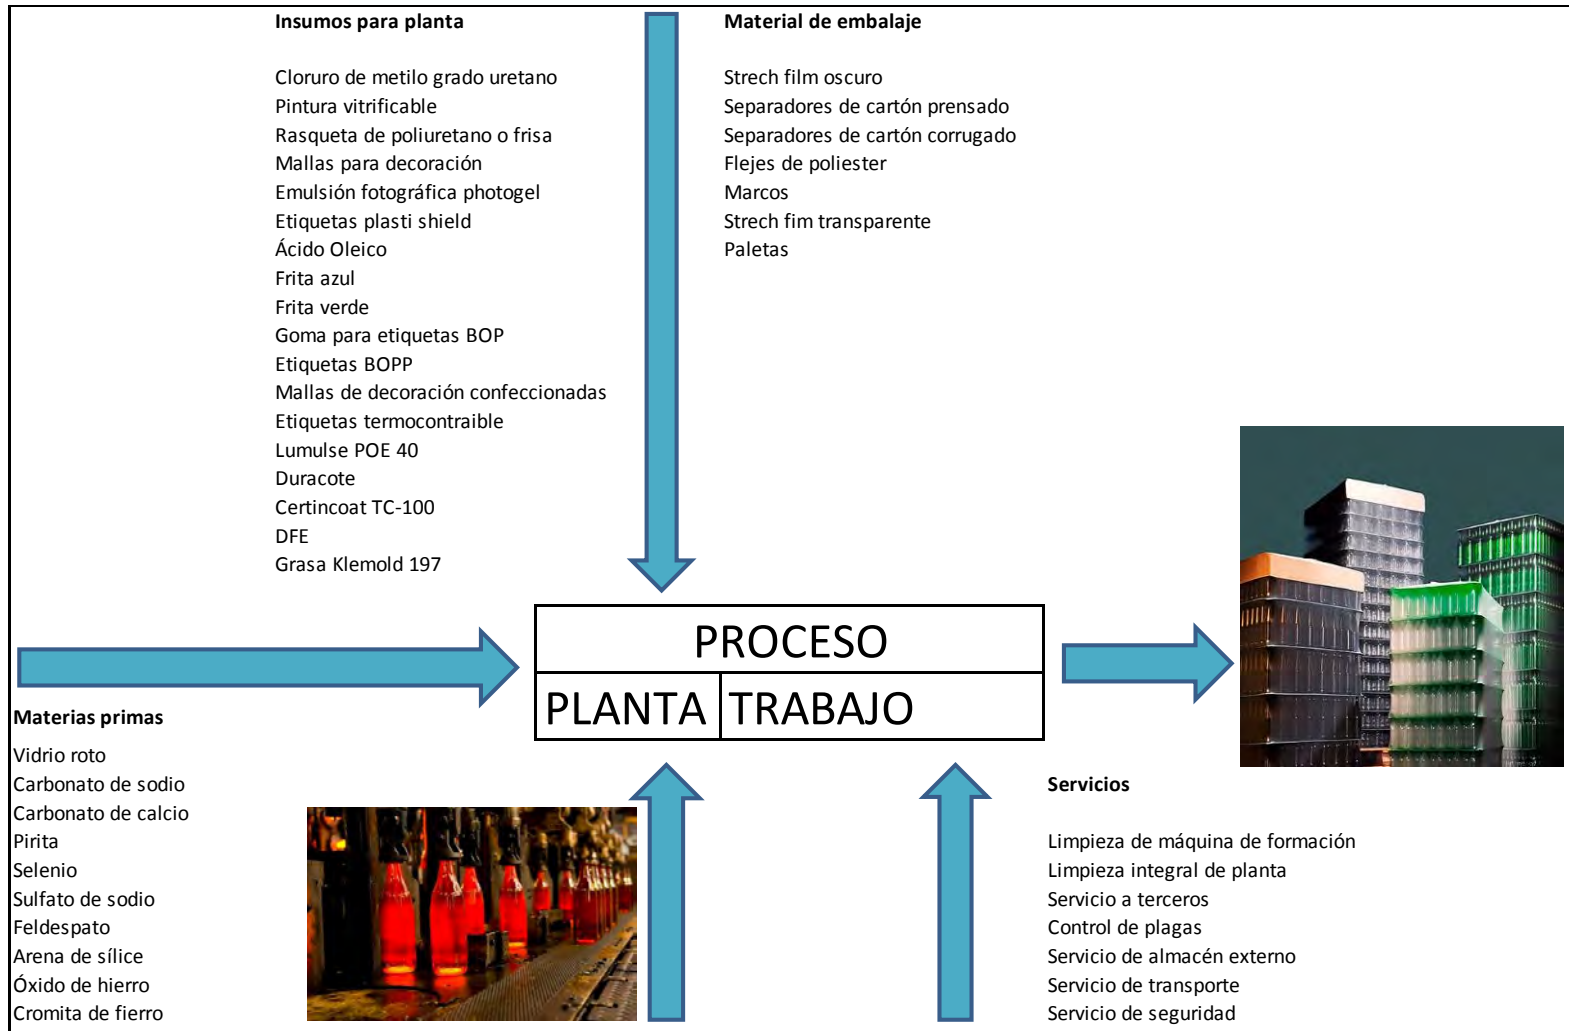 Insumos para planta
Cloruro de metilo grado uretano
Pintura vitrificable
Rasqueta de poliuretano o frisa
Mallas para decoración
Emulsión fotográfica photogel
Etiquetas plasti shield
Ácido Oleico
Frita azul
Frita verde
Goma para etiquetas BOP
Etiquetas BOPP
Mallas de decoración confeccionadas
Etiquetas termocontraible
Lumulse POE 40
Duracote
Certincoat TC-100
DFE
Grasa Klemold 197
Material de embalaje
Strech film oscuro
Separadores de cartón prensado
Separadores de cartón corrugado
Flejes de poliester
Marcos
Strech fim transparente
Paletas
PROCESO
PLANTA TRABAJO
Materias primas
Vidrio roto
Carbonato de sodio
Carbonato de calcio
Pirita
Selenio
Sulfato de sodio
Feldespato
Arena de sílice
Óxido de hierro
Cromita de fierro
Servicios
Limpieza de máquina de formación
Limpieza integral de planta
Servicio a terceros
Control de plagas
Servicio de almacén externo
Servicio de transporte
Servicio de seguridad